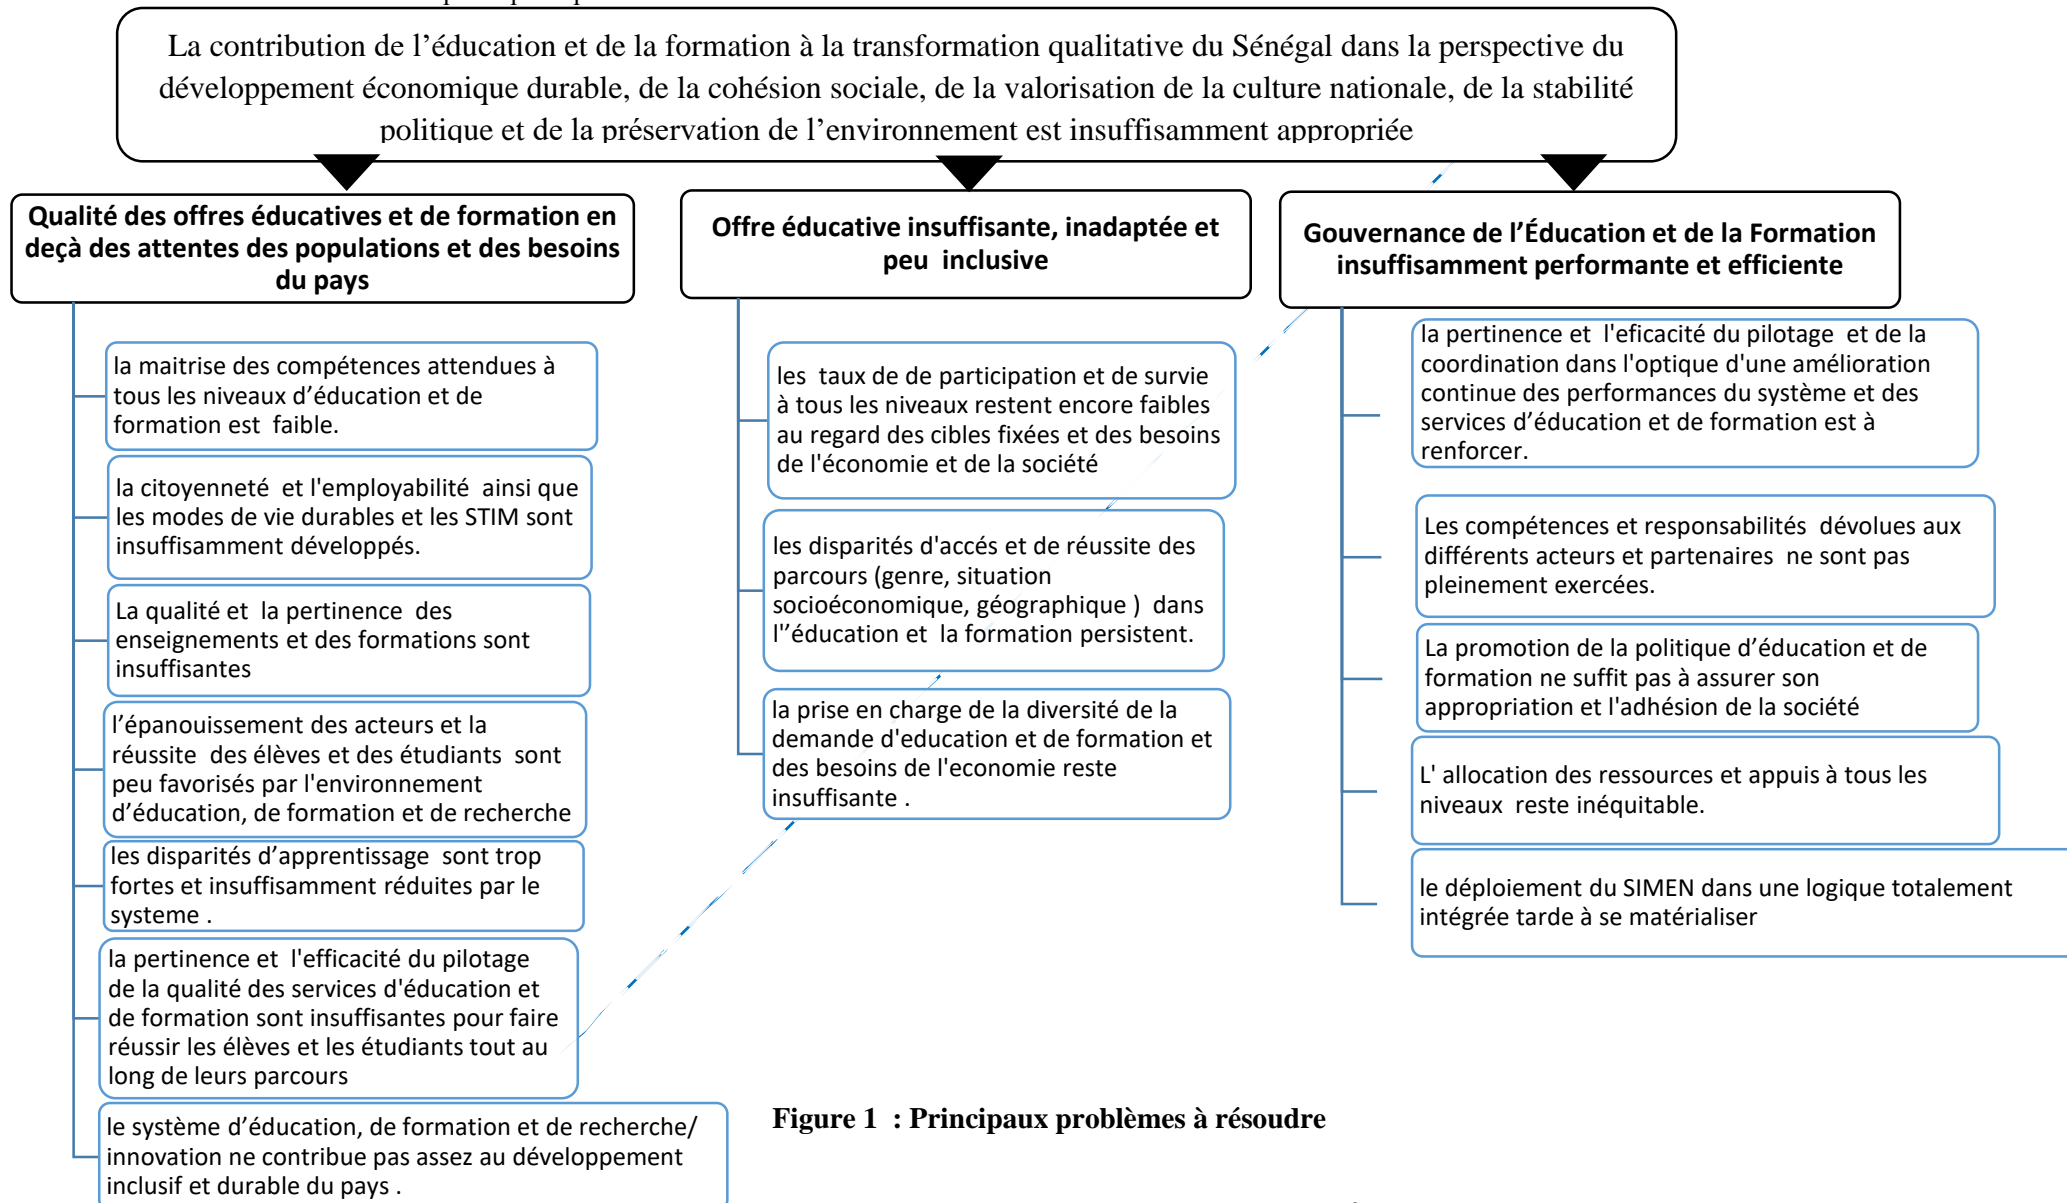 La contribution de l’éducation et de la formation à la transformation qualitative du Sénégal dans la perspective du
développement économique durable, de la cohésion sociale, de la valorisation de la culture nationale, de la stabilité
politique et de la préservation de l’environnement est insuffisamment appropriée
Qualité des offres éducatives et de formation en
deçà des attentes des populations et des besoins
du pays
la maitrise des compétences attendues à
tous les niveaux d’éducation et de
formation est faible.
la citoyenneté et l'employabilité ainsi que
les modes de vie durables et les STIM sont
insuffisamment développés.
La qualité et la pertinence des
enseignements et des formations sont
insuffisantes
l’épanouissement des acteurs et la
réussite des élèves et des étudiants sont
peu favorisés par l'environnement
d’éducation, de formation et de recherche
les disparités d’apprentissage sont trop
fortes et insuffisamment réduites par le
systeme .
la pertinence et l'efficacité du pilotage
de la qualité des services d'éducation et
de formation sont insuffisantes pour faire
réussir les élèves et les étudiants tout au
long de leurs parcours
le système d’éducation, de formation et de recherche/
innovation ne contribue pas assez au développement
inclusif et durable du pays .
Offre éducative insuffisante, inadaptée et
peu inclusive
les taux de de participation et de survie
à tous les niveaux restent encore faibles
au regard des cibles fixées et des besoins
de l'économie et de la société
les disparités d'accés et de réussite des
parcours (genre, situation
socioéconomique, géographique ) dans
l'’éducation et la formation persistent.
la prise en charge de la diversité de la
demande d'education et de formation et
des besoins de l'economie reste
insuffisante .
Gouvernance de l’Éducation et de la Formation
insuffisamment performante et efficiente
la pertinence et l'eficacité du pilotage et de la
coordination dans l'optique d'une amélioration
continue des performances du système et des
services d’éducation et de formation est à
renforcer.
Les compétences et responsabilités dévolues aux
différents acteurs et partenaires ne sont pas
pleinement exercées.
La promotion de la politique d’éducation et de
formation ne suffit pas à assurer son
appropriation et l'adhésion de la société
L' allocation des ressources et appuis à tous les
niveaux reste inéquitable.
le déploiement du SIMEN dans une logique totalement
intégrée tarde à se matérialiser
Figure 1 : Principaux problèmes à résoudre